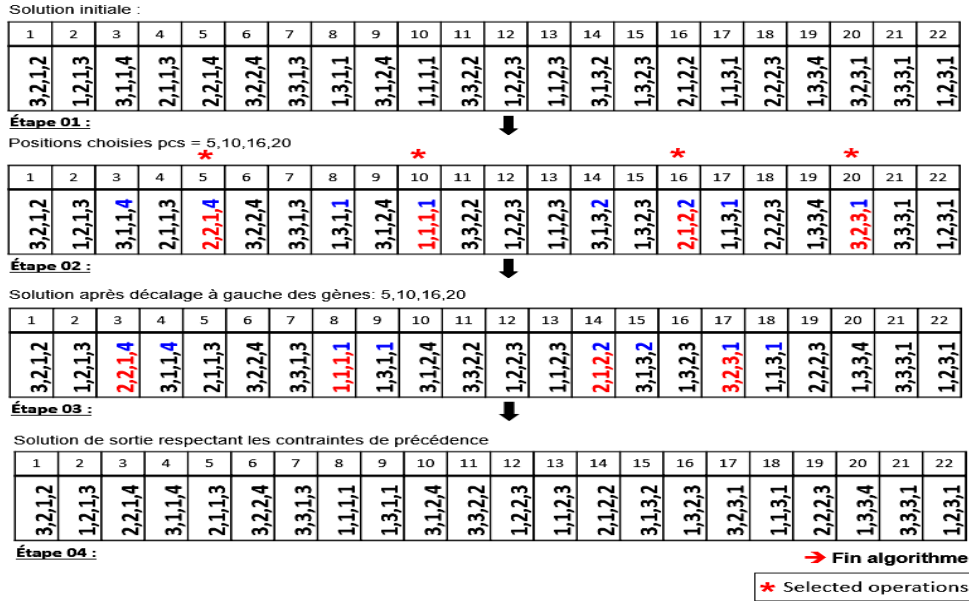 Solution initiale :
1 2 3 4 5 6 7 8 9 10 11 12 13 14 15 16 17 18 19 20 21 22
3,2,1,2 1,2,1,3 3,1,1,4 2,1,1,3 2,2,1,4 3,2,2,4 3,3,1,3 1,3,1,1 3,1,2,4 1,1,1,1 3,3,2,2 1,2,2,3 1,1,2,3 3,1,3,2 1,3,2,3 2,1,2,2 1,1,3,1 2,2,2,3 1,3,3,4 3,2,3,1 3,3,3,1 1,2,3,1
Étape 01 :
Positions choisies pcs = 5,10,16,20
* * * *
1 2 3 4 5 6 7 8 9 10 11 12 13 14 15 16 17 18 19 20 21 22
3,2,1,2 1,2,1,3 3,1,1,4 2,1,1,3 2,2,1,4 3,2,2,4 3,3,1,3 1,3,1,1 3,1,2,4 1,1,1,1 3,3,2,2 1,2,2,3 1,1,2,3 3,1,3,2 1,3,2,3 2,1,2,2 1,1,3,1 2,2,2,3 1,3,3,4 3,2,3,1 3,3,3,1 1,2,3,1
Étape 02 :
Solution après décalage à gauche des gènes: 5,10,16,20
1 2 3 4 5 6 7 8 9 10 11 12 13 14 15 16 17 18 19 20 21 22
3,2,1,2 1,2,1,3 2,2,1,4 3,1,1,4 2,1,1,3 3,2,2,4 3,3,1,3 1,1,1,1 1,3,1,1 3,1,2,4 3,3,2,2 1,2,2,3 1,1,2,3 2,1,2,2 3,1,3,2 1,3,2,3 3,2,3,1 1,1,3,1 2,2,2,3 1,3,3,4 3,3,3,1 1,2,3,1
Étape 03 :
Solution de sortie respectant les contraintes de précédence
1 2 3 4 5 6 7 8 9 10 11 12 13 14 15 16 17 18 19 20 21 22
3,2,1,2 1,2,1,3 2,2,1,4 3,1,1,4 2,1,1,3 3,2,2,4 3,3,1,3 1,1,1,1 1,3,1,1 3,1,2,4 3,3,2,2 1,2,2,3 1,1,2,3 2,1,2,2 3,1,3,2 1,3,2,3 3,2,3,1 1,1,3,1 2,2,2,3 1,3,3,4 3,3,3,1 1,2,3,1
Étape 04 :
→ Fin algorithme
* Selected operations